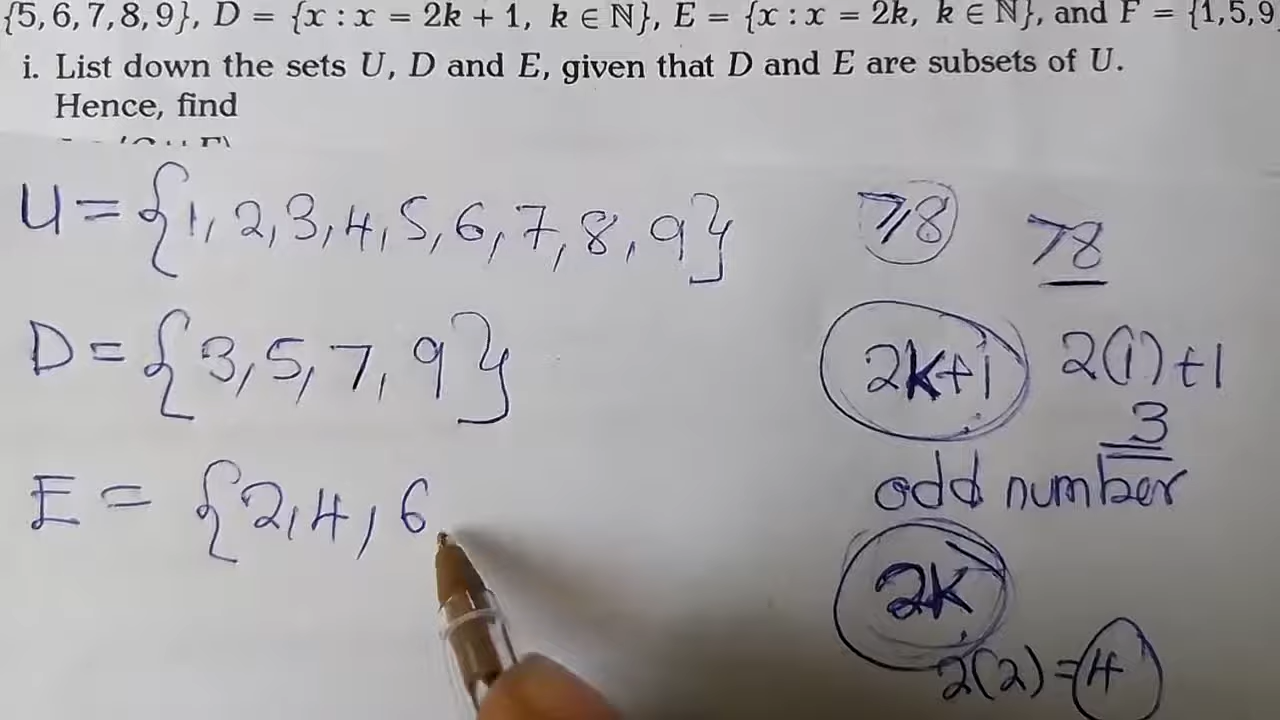 {5, 6, 7, 8, 9}, D = {x : x = 2k + 1, k ∈ ℕ}, E = {x : x = 2k, k ∈ ℕ}, and F = {1, 5, 9
i. List down the sets U, D and E, given that D and E are subsets of U.
Hence, find
U = {1, 2, 3, 4, 5, 6, 7, 8, 9}
⩾8
>8
D = {3, 5, 7, 9}
2k+1
2(1)+1
3
odd number
E = {2, 4, 6
2k
2(2) = 4